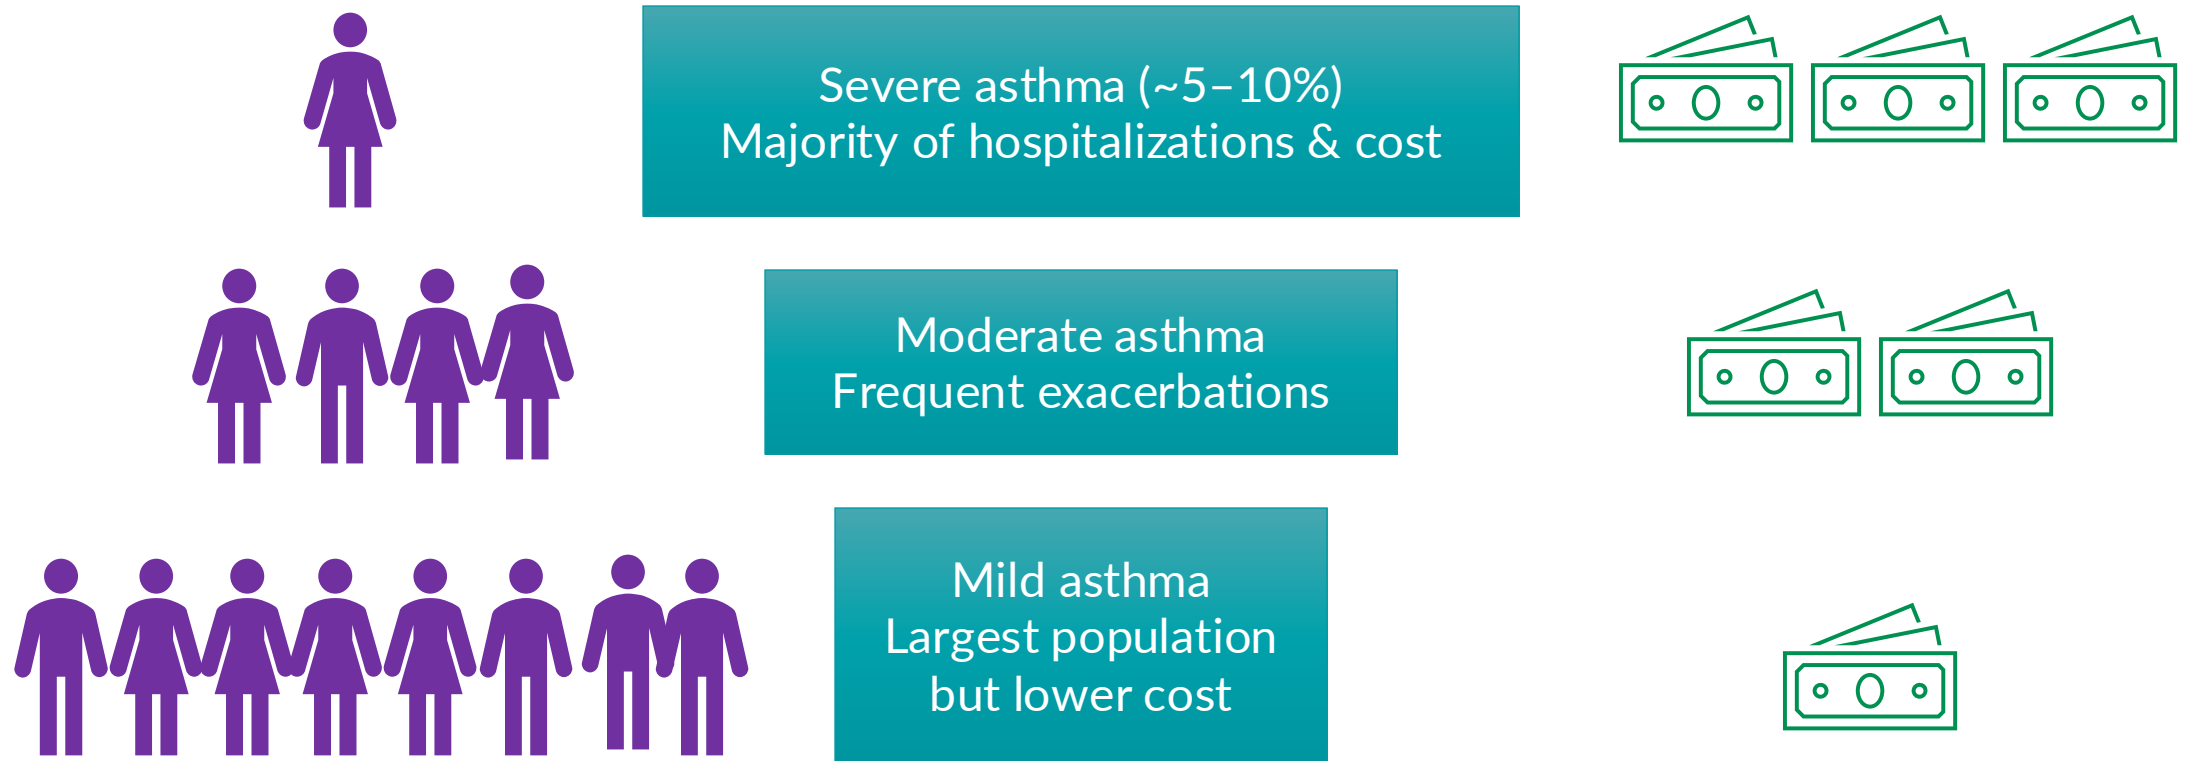 Severe asthma (~5–10%)
Majority of hospitalizations & cost
Moderate asthma
Frequent exacerbations
Mild asthma
Largest population
but lower cost